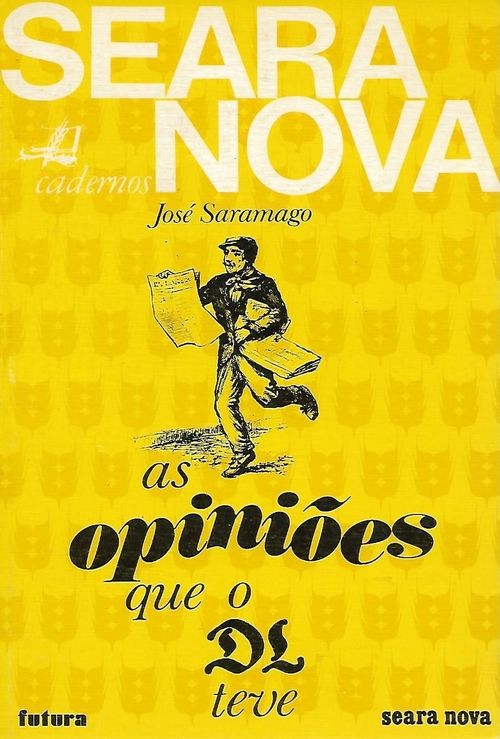 SEARA
NOVA
cadernos
José Saramago
as
opiniões
que o
DL
teve
futura
seara nova